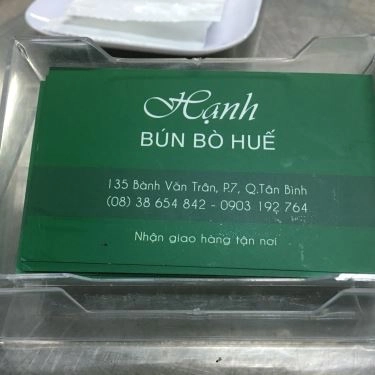 Hạnh
BÚN BÒ HUẾ
135 Bành Văn Trân, P.7, Q.Tân Bình
(08) 38 654 842 - 0903 192 764
Nhận giao hàng tận nơi